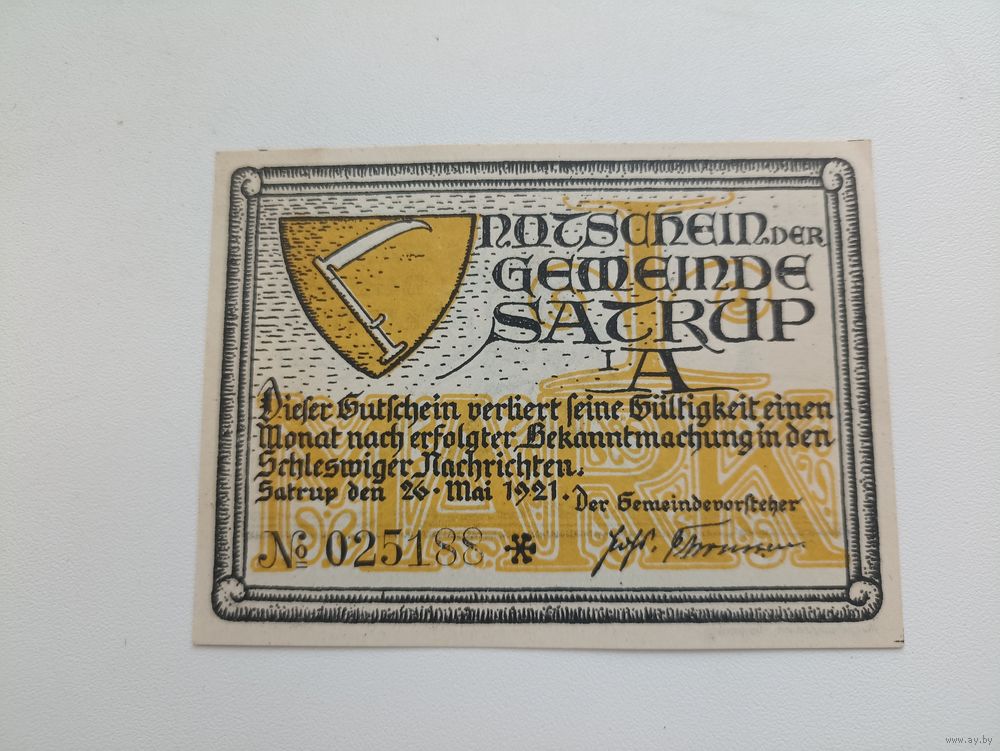 NOTSCHEIN DER
GEMEINDE
SATRUP
I A
1
MARK
Dieser Gutschein verliert seine Gültigkeit einen
Monat nach erfolgter Bekanntmachung in den
Schleswiger Nachrichten.
Satrup den 26. Mai 1921.
Der Gemeindevorsteher
No 025188 *
www.ay.by